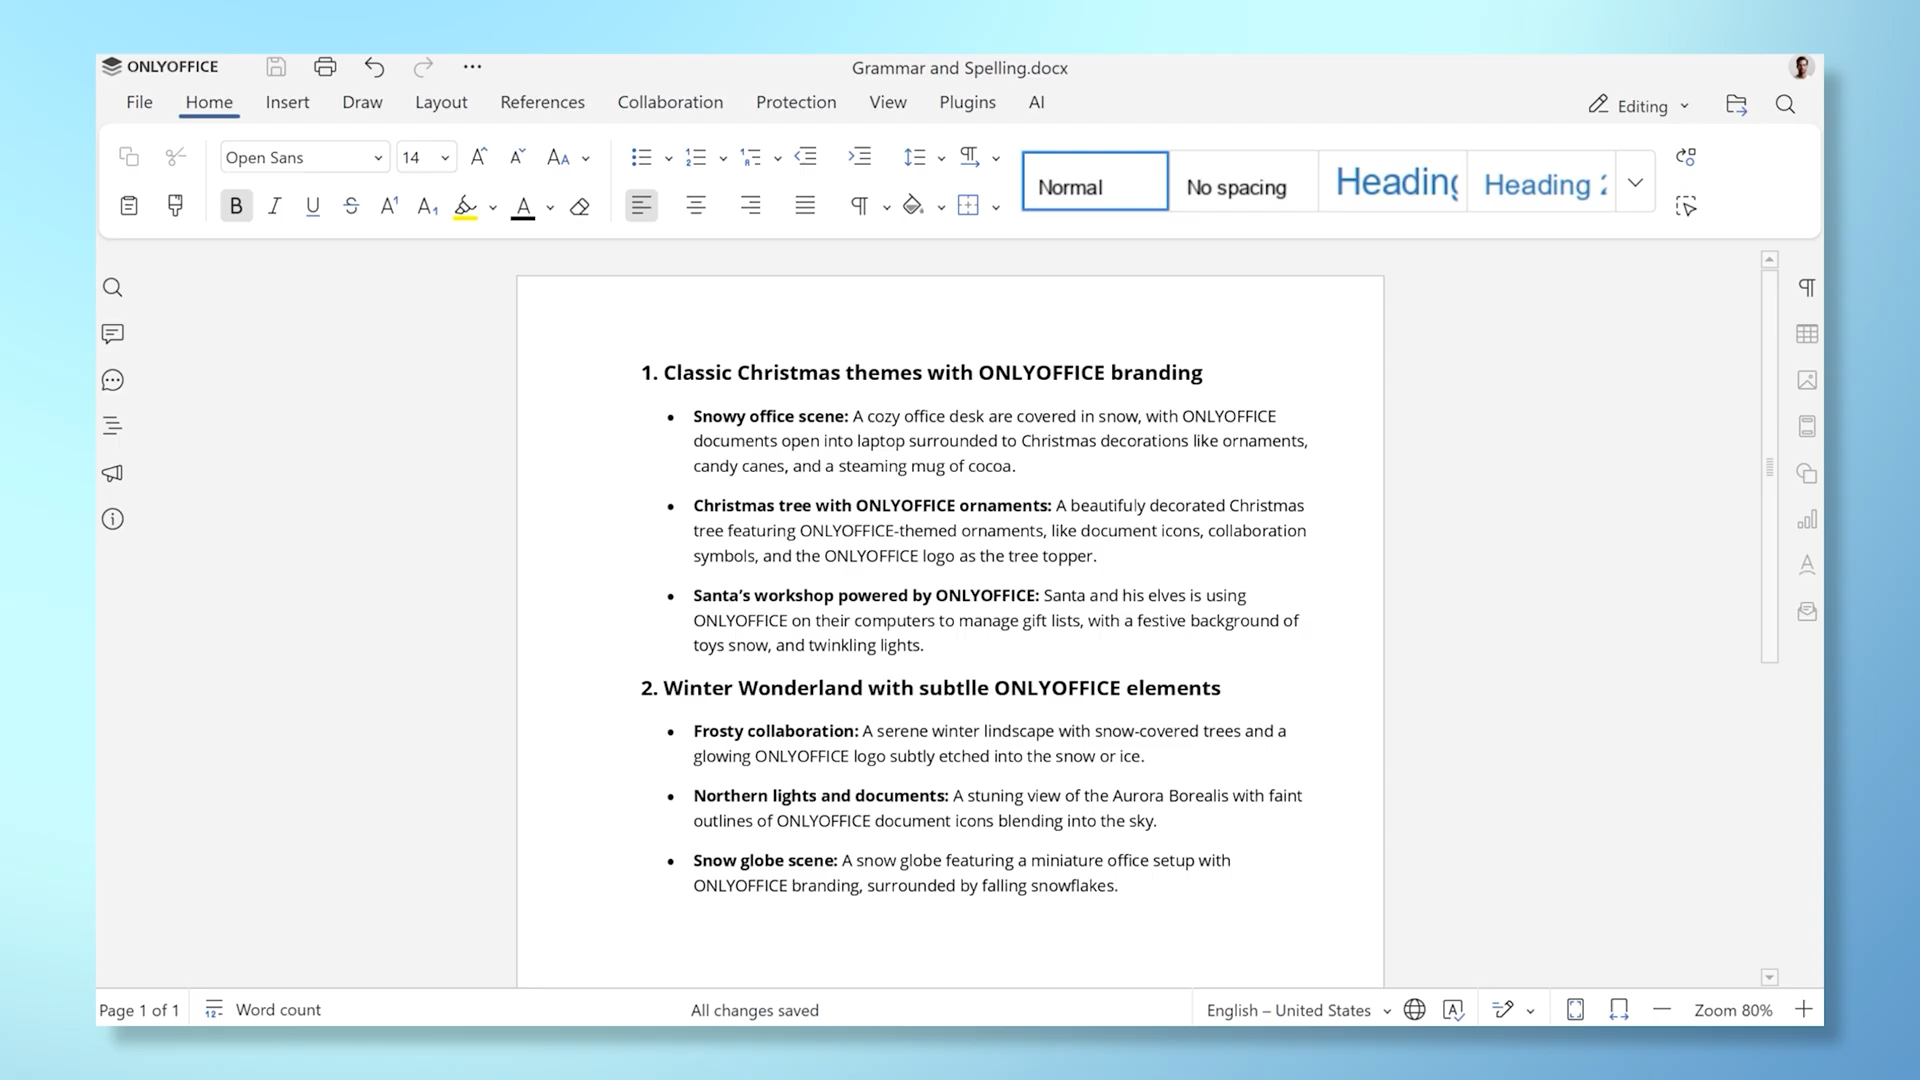 ONLYOFFICE
Grammar and Spelling.docx
File Home Insert Draw Layout References Collaboration Protection View Plugins AI
Editing
Open Sans 14
Normal No spacing Heading Heading 2
1. Classic Christmas themes with ONLYOFFICE branding
• Snowy office scene: A cozy office desk are covered in snow, with ONLYOFFICE
documents open into laptop surrounded to Christmas decorations like ornaments,
candy canes, and a steaming mug of cocoa.
• Christmas tree with ONLYOFFICE ornaments: A beautifuly decorated Christmas
tree featuring ONLYOFFICE-themed ornaments, like document icons, collaboration
symbols, and the ONLYOFFICE logo as the tree topper.
• Santa’s workshop powered by ONLYOFFICE: Santa and his elves is using
ONLYOFFICE on their computers to manage gift lists, with a festive background of
toys snow, and twinkling lights.
2. Winter Wonderland with subtlle ONLYOFFICE elements
• Frosty collaboration: A serene winter lindscape with snow-covered trees and a
glowing ONLYOFFICE logo subtly etched into the snow or ice.
• Northern lights and documents: A stuning view of the Aurora Borealis with faint
outlines of ONLYOFFICE document icons blending into the sky.
• Snow globe scene: A snow globe featuring a miniature office setup with
ONLYOFFICE branding, surrounded by falling snowflakes.
Page 1 of 1 Word count All changes saved English – United States Zoom 80%